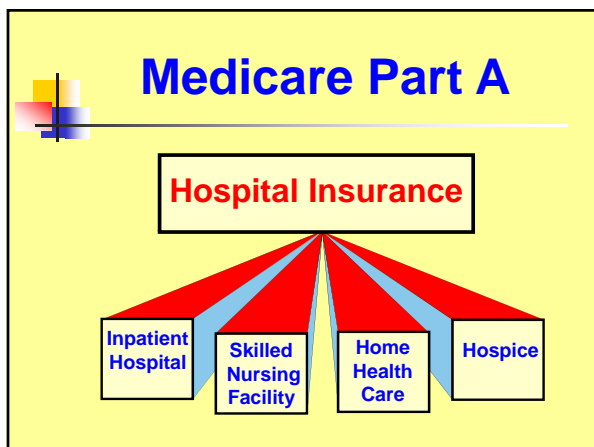 Medicare Part A
Hospital Insurance
Inpatient
Hospital
Skilled
Nursing
Facility
Home
Health
Care
Hospice